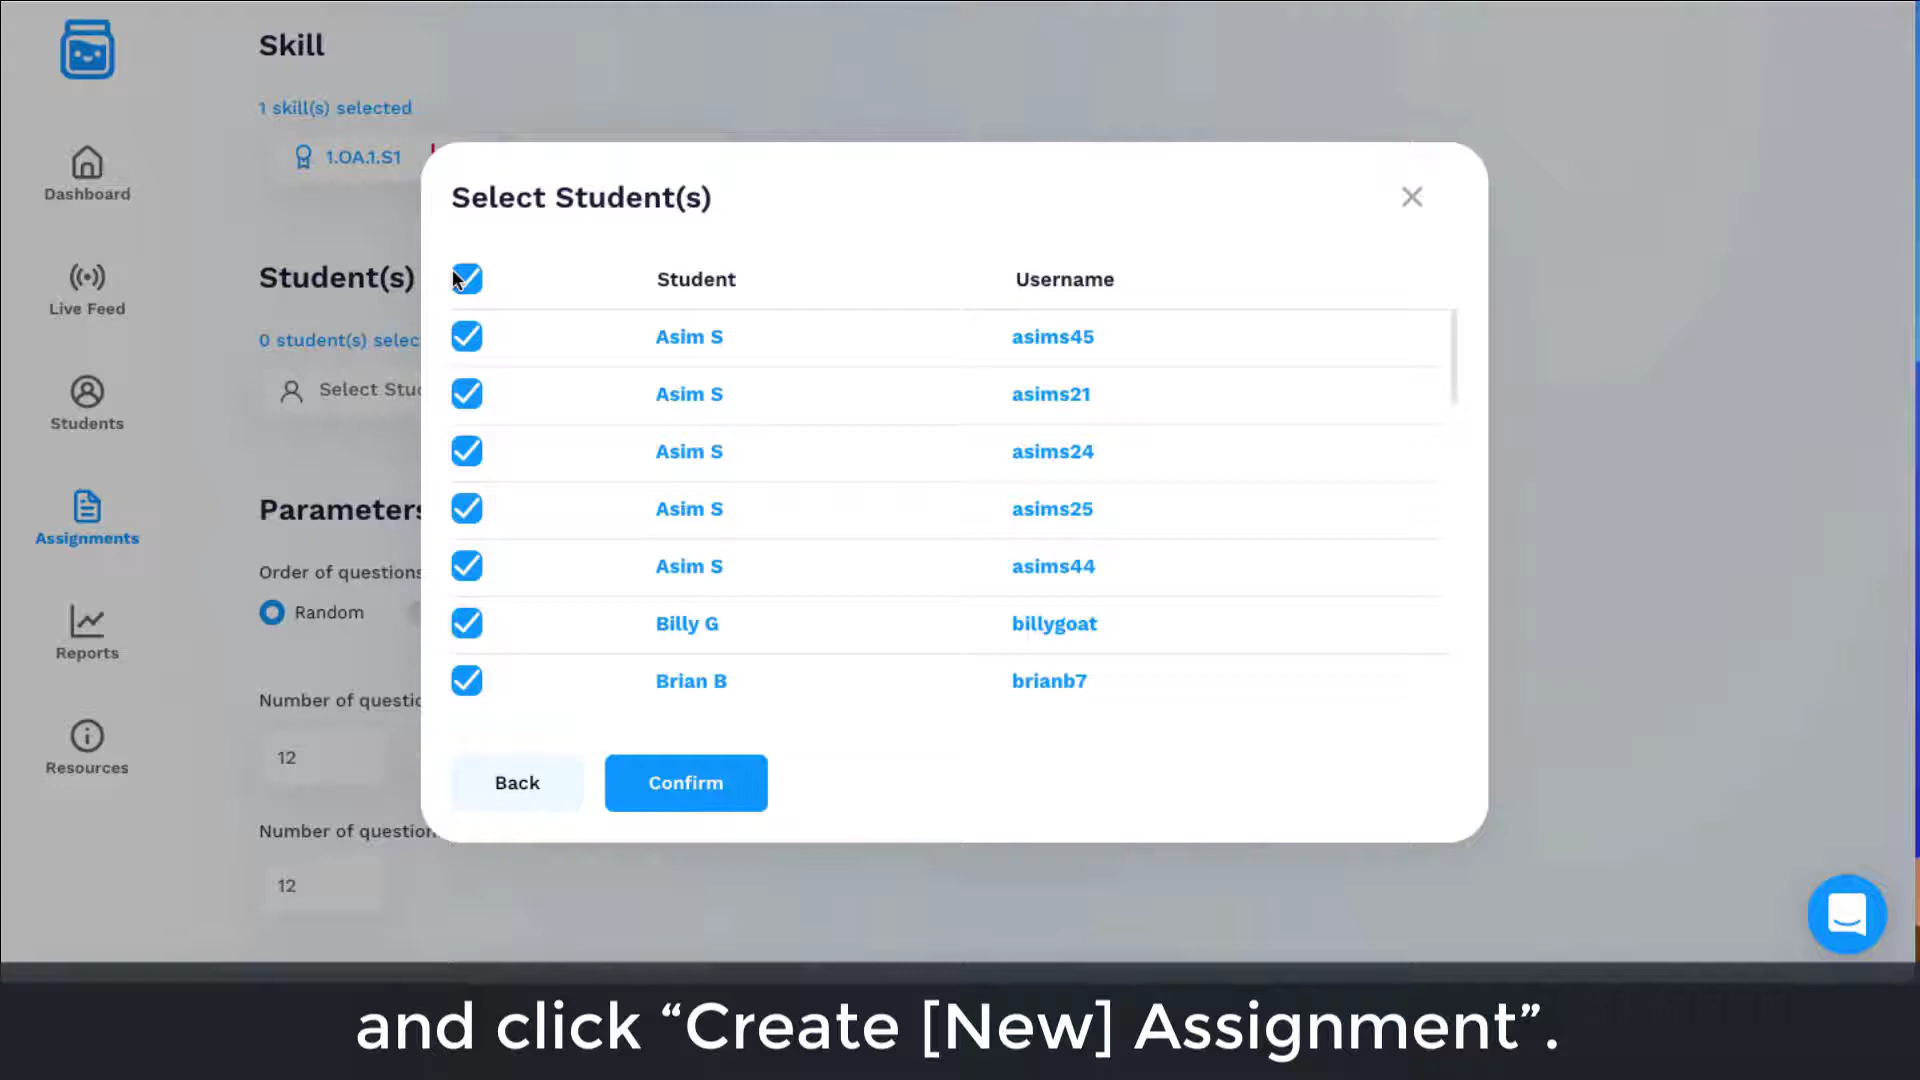 Skill
1 skill(s) selected
1.OA.1.S1
Dashboard
Live Feed
Students
Assignments
Reports
Resources
Student(s)
0 student(s) selec
Select Stu
Parameters
Order of questions
Random
Number of questio
12
Number of question
12
Select Student(s)
Student Username
Asim S asims45
Asim S asims21
Asim S asims24
Asim S asims25
Asim S asims44
Billy G billygoat
Brian B brianb7
Back Confirm
and click “Create [New] Assignment”.